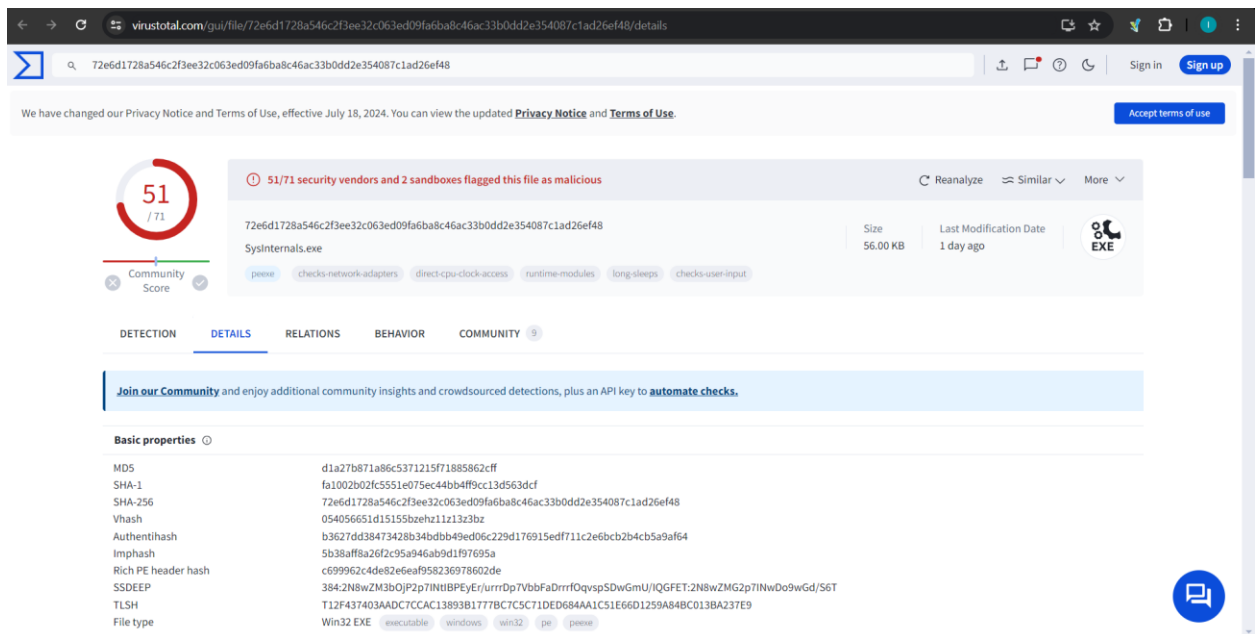 virustotal.com/gui/file/72e6d1728a546c2f3ee32c063ed09fa6ba8c46ac33b0dd2e354087c1ad26ef48/details
72e6d1728a546c2f3ee32c063ed09fa6ba8c46ac33b0dd2e354087c1ad26ef48
Sign in
Sign up
We have changed our Privacy Notice and Terms of Use, effective July 18, 2024. You can view the updated Privacy Notice and Terms of Use.
Accept terms of use
51
/ 71
Community
Score
51/71 security vendors and 2 sandboxes flagged this file as malicious
Reanalyze
Similar
More
72e6d1728a546c2f3ee32c063ed09fa6ba8c46ac33b0dd2e354087c1ad26ef48
SysInternals.exe
Size
56.00 KB
Last Modification Date
1 day ago
EXE
peexe checks-network-adapters direct-cpu-clock-access runtime-modules long-sleeps checks-user-input
DETECTION DETAILS RELATIONS BEHAVIOR COMMUNITY 9
Join our Community and enjoy additional community insights and crowdsourced detections, plus an API key to automate checks.
Basic properties
MD5 d1a27b871a86c5371215f71885862cff
SHA-1 fa1002b02fc5551e075ec44bb4ff9cc13d563dcf
SHA-256 72e6d1728a546c2f3ee32c063ed09fa6ba8c46ac33b0dd2e354087c1ad26ef48
Vhash 054056651d15155bzehz11z13z3bz
Authentihash b3627dd38473428b34bdbb49ed06c229d176915edf711c2e6bcb2b4cb5a9af64
Imphash 5b38aff8a26f2c95a946ab9d1f97695a
Rich PE header hash c699962c4de82e6eaf958236978602de
SSDEEP 384:2N8wZM3bOjP2p7INtIBPEyEr/urrrDp7VbbFaDrrrfOqvspSDwGmU/IQGFET:2N8wZMG2p7INwDo9wGd/S6T
TLSH T12F437403AADC7CCAC13893B1777BC7C5C71DED684AA1C51E66D1259A84BC013BA237E9
File type Win32 EXE executable windows win32 pe peexe